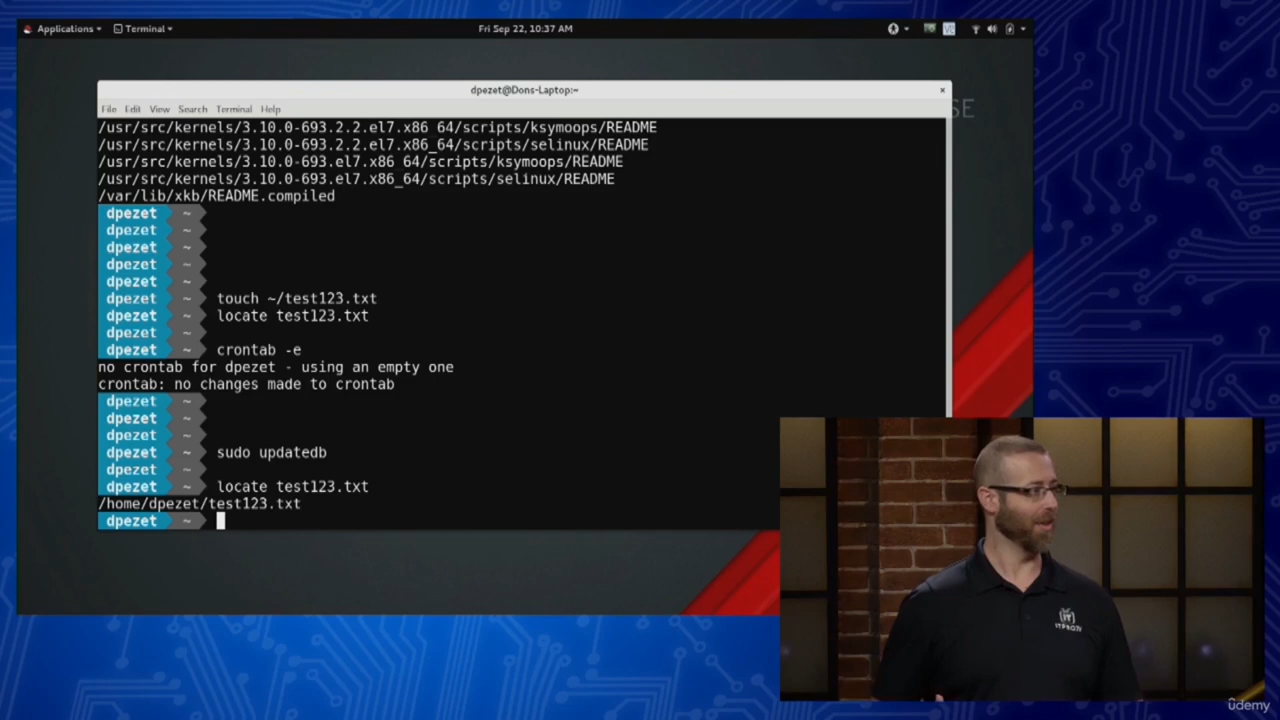 Applications Terminal Fri Sep 22, 10:37 AM
dpezet@Dons-Laptop:~ ×
File Edit View Search Terminal Help
SE
/usr/src/kernels/3.10.0-693.2.2.el7.x86_64/scripts/ksymoops/README
/usr/src/kernels/3.10.0-693.2.2.el7.x86_64/scripts/selinux/README
/usr/src/kernels/3.10.0-693.el7.x86_64/scripts/ksymoops/README
/usr/src/kernels/3.10.0-693.el7.x86_64/scripts/selinux/README
/var/lib/xkb/README.compiled
dpezet ~
dpezet ~
dpezet ~
dpezet ~
dpezet ~
dpezet ~ touch ~/test123.txt
dpezet ~ locate test123.txt
dpezet ~
dpezet ~ crontab -e
no crontab for dpezet - using an empty one
crontab: no changes made to crontab
dpezet ~
dpezet ~
dpezet ~
dpezet ~ sudo updatedb
dpezet ~
dpezet ~ locate test123.txt
/home/dpezet/test123.txt
dpezet ~
IT
ITPRO.TV
udemy